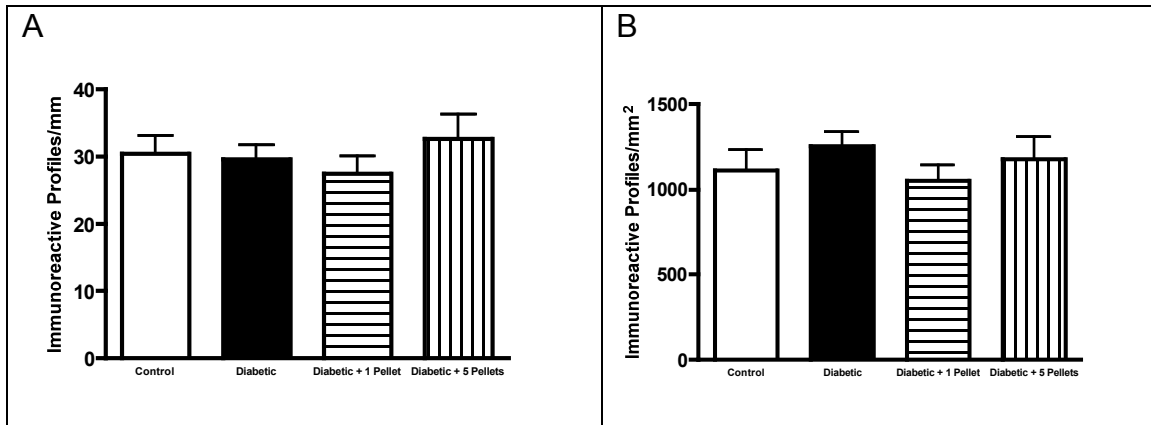 A
Immunoreactive Profiles/mm
40
30
20
10
0
Control
Diabetic
Diabetic + 1 Pellet
Diabetic + 5 Pellets
B
Immunoreactive Profiles/mm²
1500
1000
500
0
Control
Diabetic
Diabetic + 1 Pellet
Diabetic + 5 Pellets